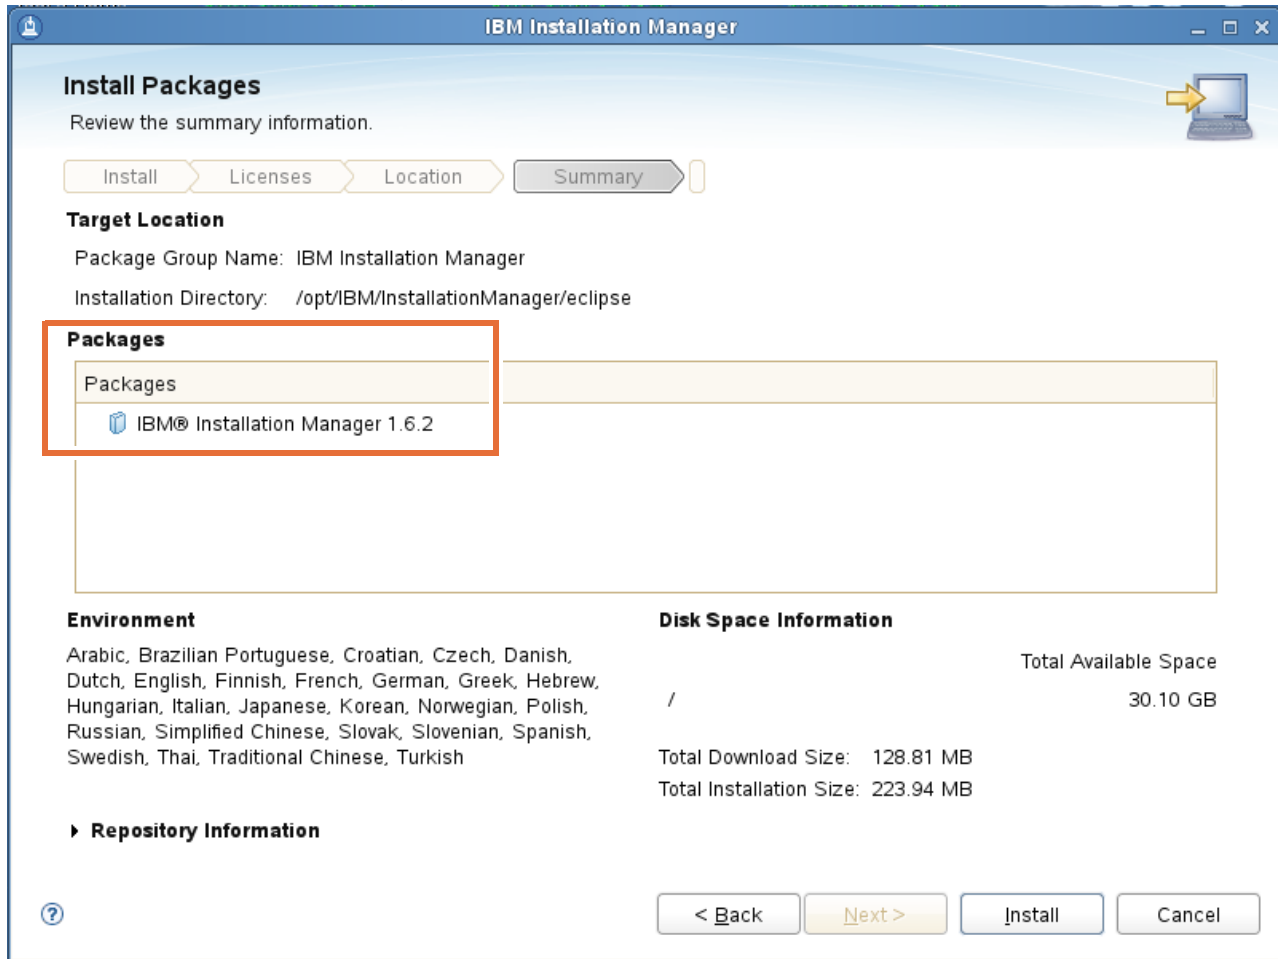 IBM Installation Manager
Install Packages
Review the summary information.
Install Licenses Location Summary
Target Location
Package Group Name: IBM Installation Manager
Installation Directory: /opt/IBM/InstallationManager/eclipse
Packages
Packages
IBM® Installation Manager 1.6.2
Environment
Arabic, Brazilian Portuguese, Croatian, Czech, Danish,
Dutch, English, Finnish, French, German, Greek, Hebrew,
Hungarian, Italian, Japanese, Korean, Norwegian, Polish,
Russian, Simplified Chinese, Slovak, Slovenian, Spanish,
Swedish, Thai, Traditional Chinese, Turkish
Disk Space Information
Total Available Space
/ 30.10 GB
Total Download Size: 128.81 MB
Total Installation Size: 223.94 MB
Repository Information
? < Back Next > Install Cancel